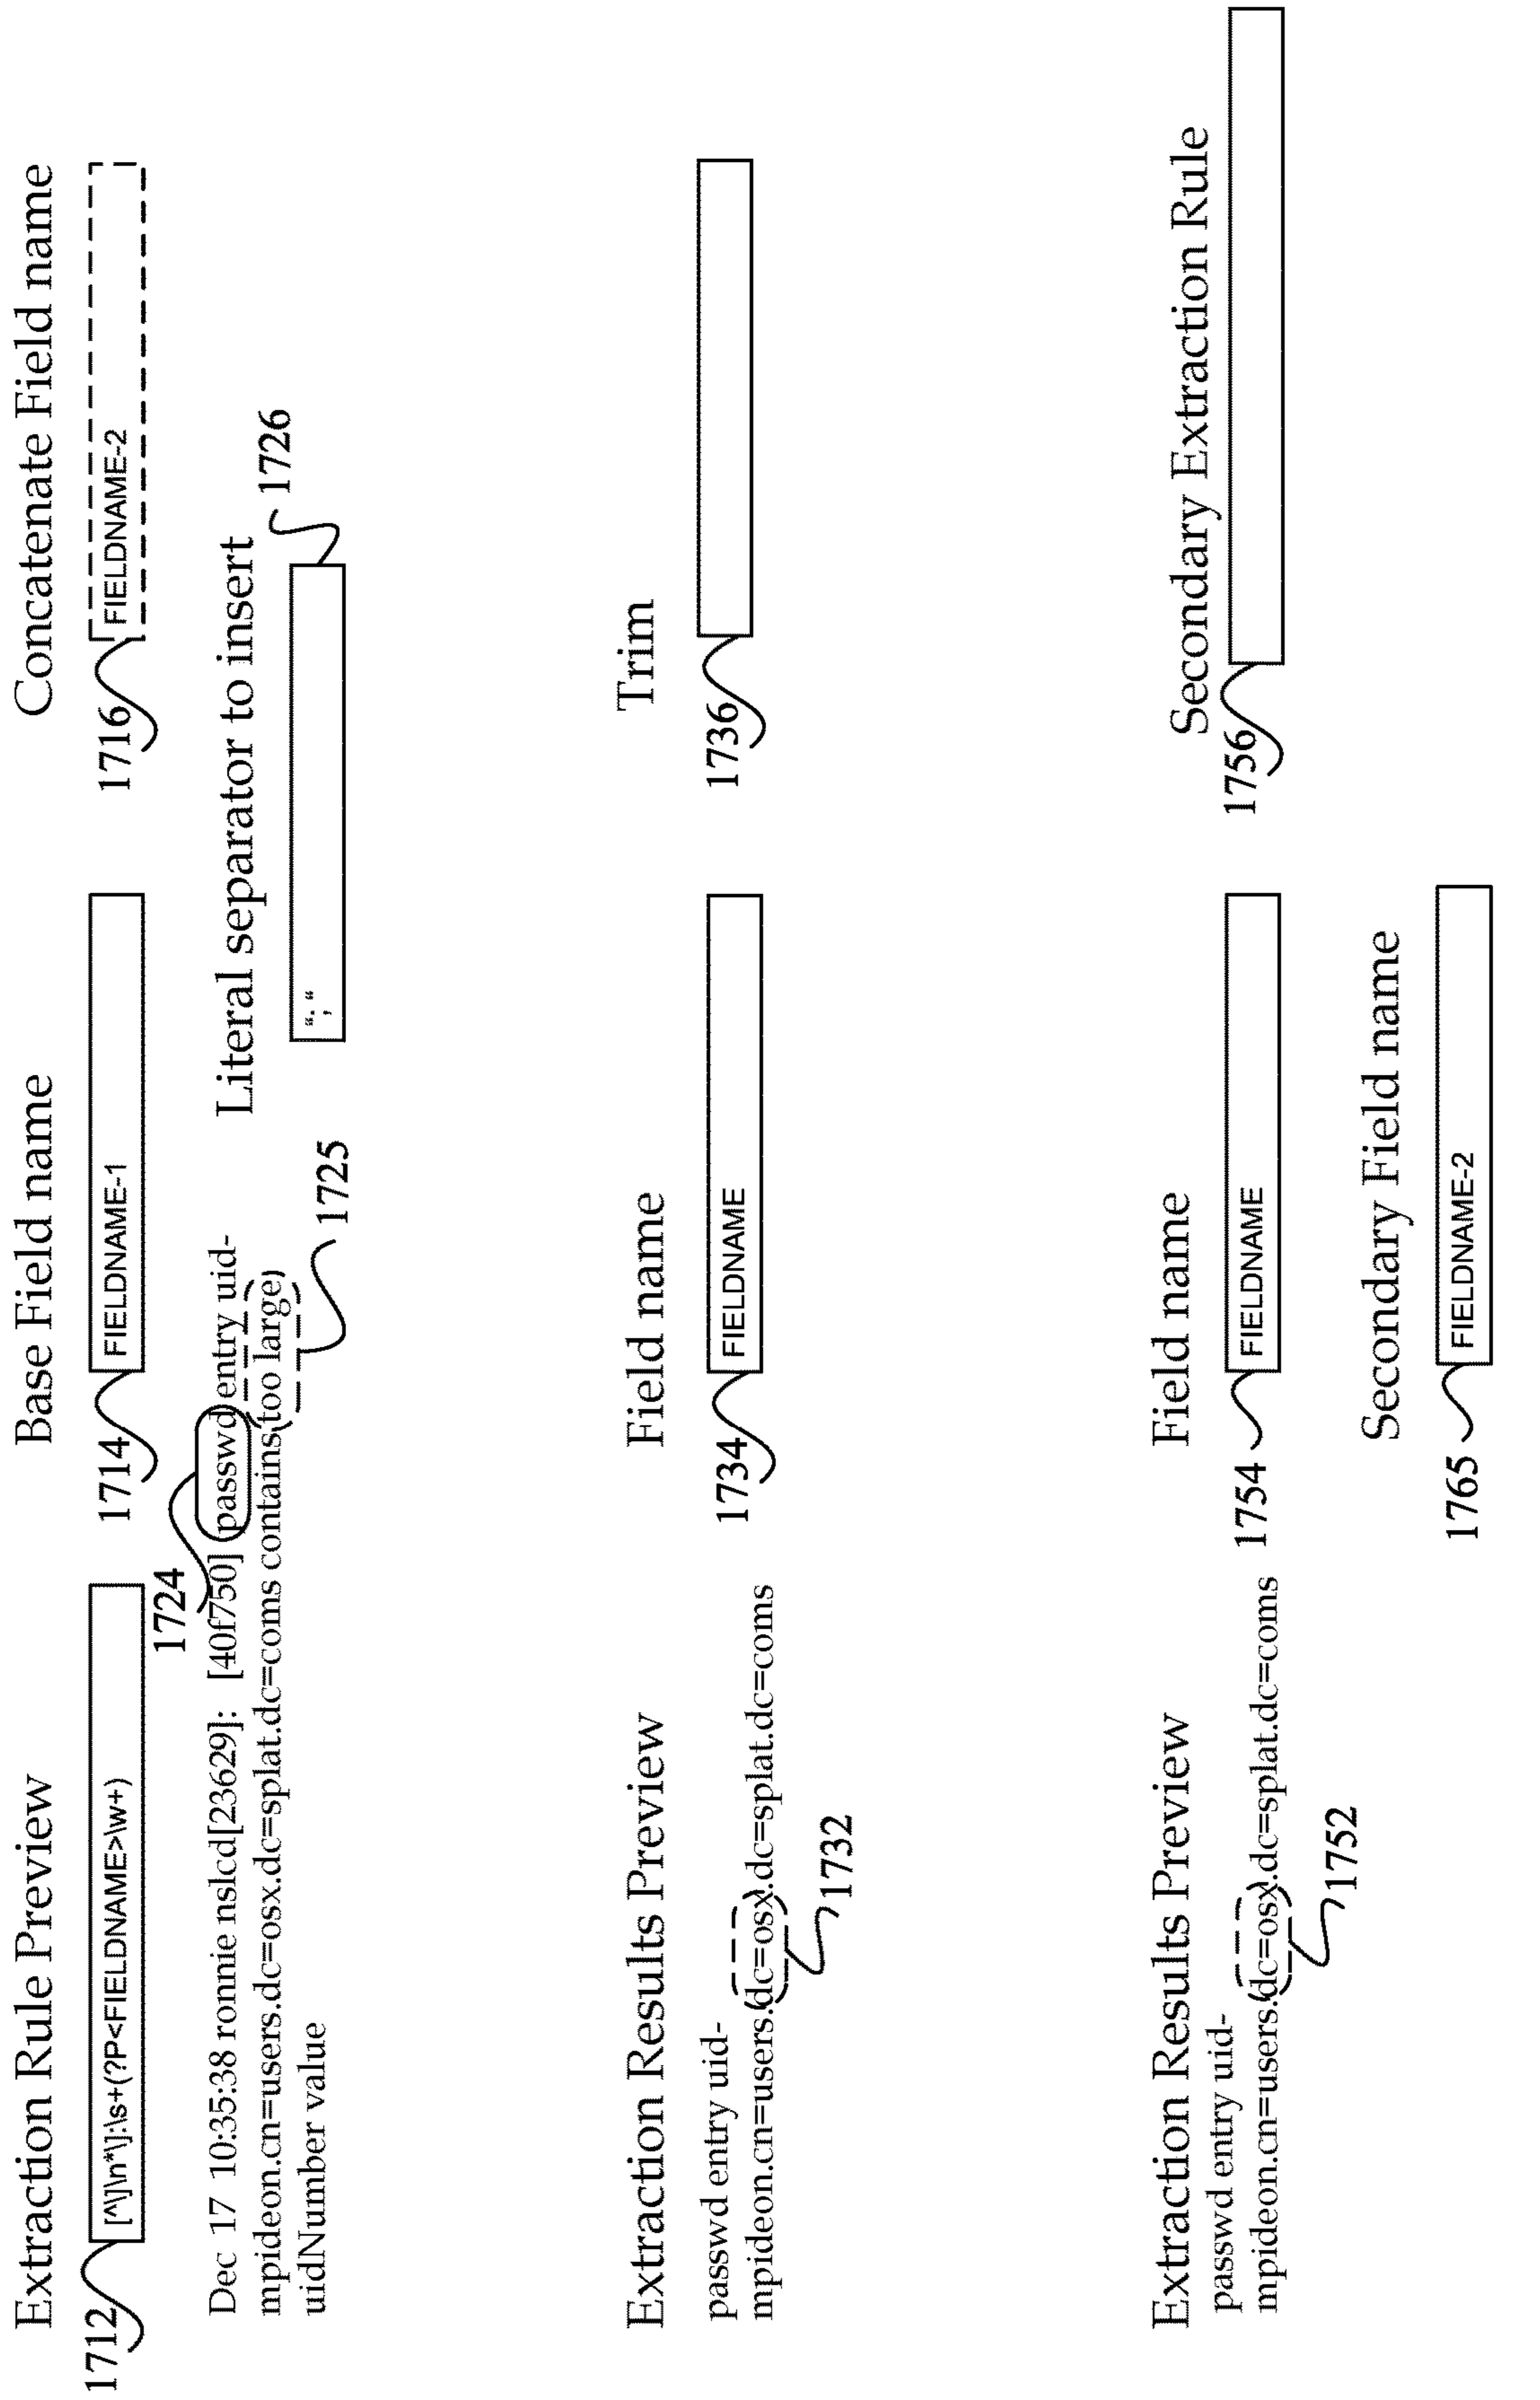 Extraction Rule Preview
Base Field name
Concatenate Field name
1712
[^\]\n*\]:\s+(?P<FIELDNAME>\w+)
1714
FIELDNAME-1
1716
FIELDNAME-2
1724
Dec 17 10:35:38 ronnie nslcd[23629]: [40f750] passwd entry uid-
mpideon.cn=users.dc=osx.dc=splat.dc=coms contains too large
uidNumber value
1725
Literal separator to insert
1726
“; “
Extraction Results Preview
Field name
Trim
passwd entry uid-
mpideon.cn=users.dc=osx.dc=splat.dc=coms
1732
1734
FIELDNAME
1736
Extraction Results Preview
Field name
Secondary Extraction Rule
passwd entry uid-
mpideon.cn=users.dc=osx.dc=splat.dc=coms
1752
1754
FIELDNAME
1756
Secondary Field name
1765
FIELDNAME-2